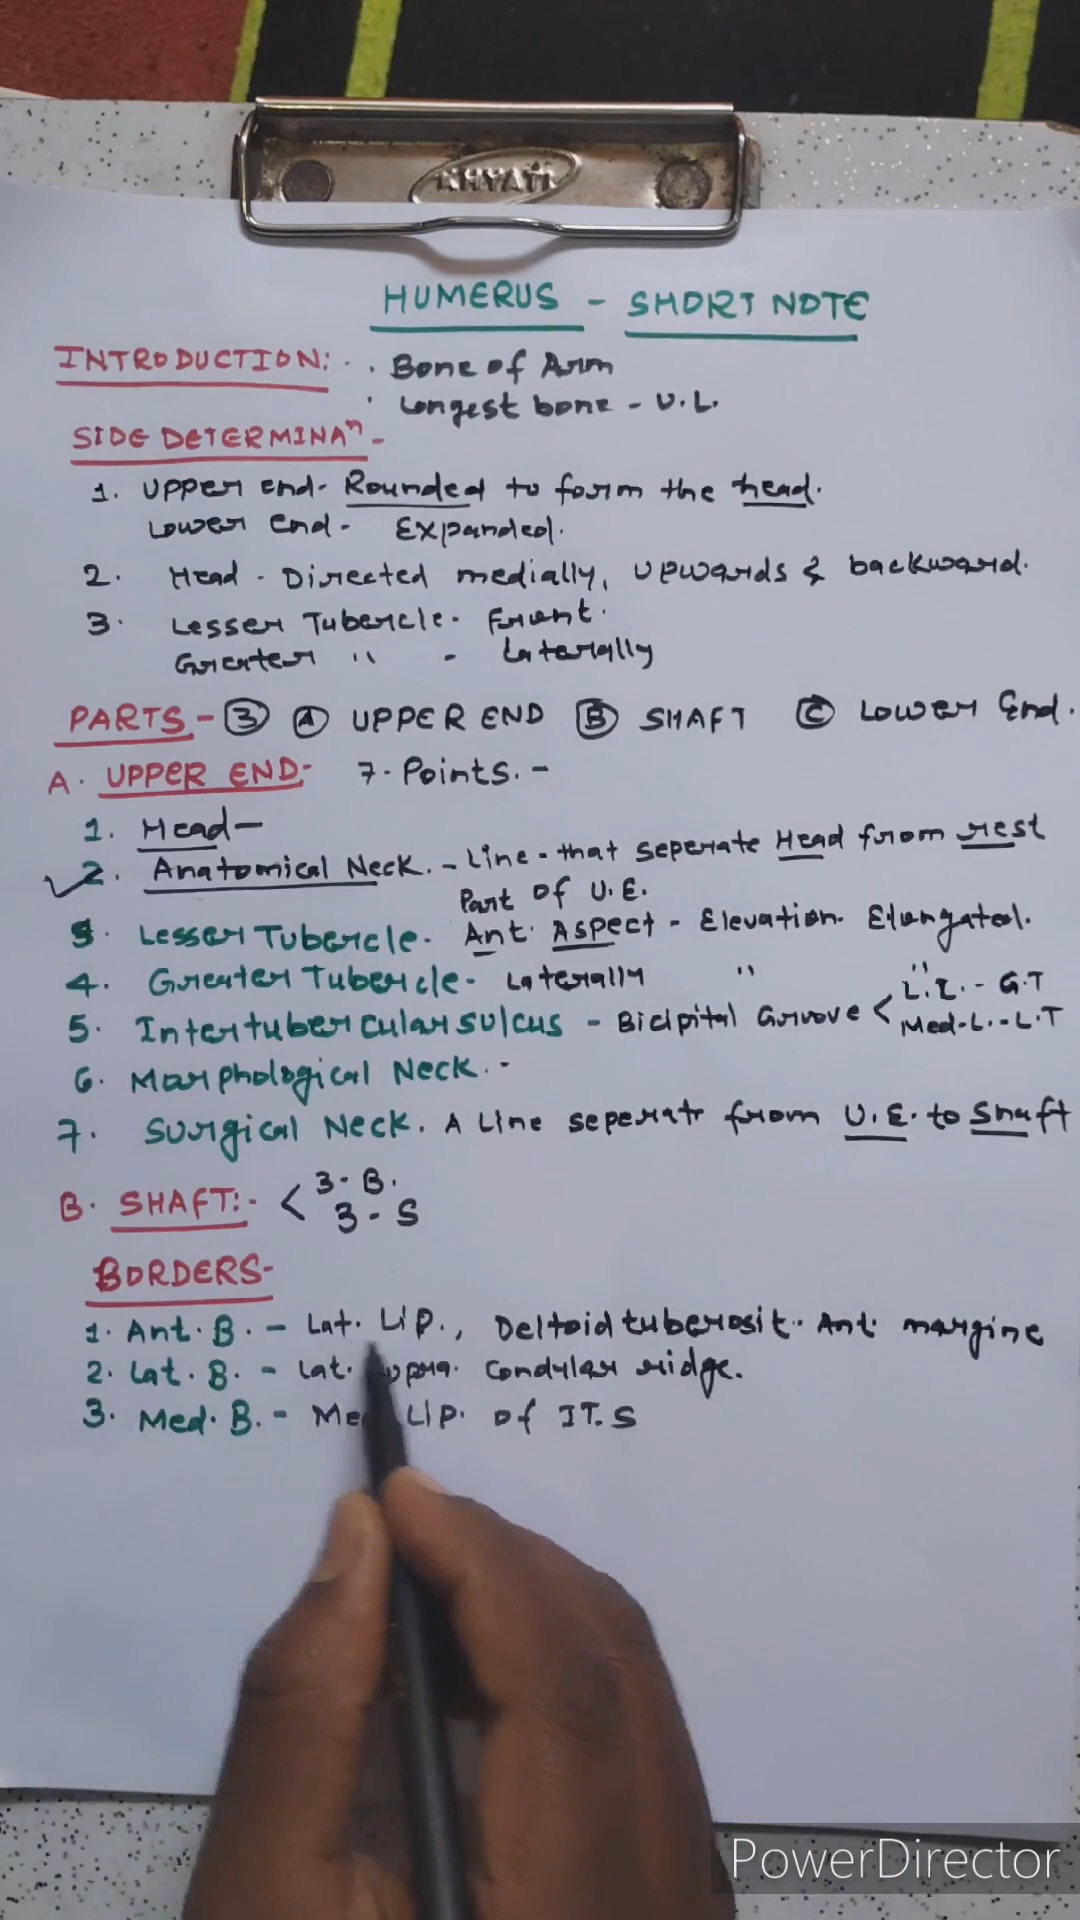 KHYATI
HUMERUS - SHORT NOTE
INTRODUCTION: . . Bone of Arm
. Longest bone - U.L.
SIDE DETERMINAⁿ -
1. Upper end - Rounded to form the head.
Lower End - Expanded.
2. Head - Directed medially, upwards & backward.
3. Lesser Tubercle - Front.
Greater " - Laterally
PARTS - ③ Ⓐ UPPER END Ⓑ SHAFT Ⓒ Lower End.
A. UPPER END - 7 - Points. -
1. Head -
2. Anatomical Neck. - Line - that seperate Head from rest
Part of U.E.
3. Lesser Tubercle - Ant. Aspect - Elevation - Elongated.
4. Greater Tubercle - Laterally " "
5. Intertubercular sulcus - Bicipital Groove < L.L. - G.T
Med. L. - L.T
6. Morphological Neck. -
7. Surgical Neck. A Line seperatr from U.E. to Shaft
B. SHAFT: - < 3 - B.
3 - S
BORDERS -
1. Ant. B. - Lat. Lip., Deltoid tuberosit. Ant. margine
2. Lat. B. - Lat. Condylar ridge.
3. Med. B. - Lip. of IT.S
PowerDirector